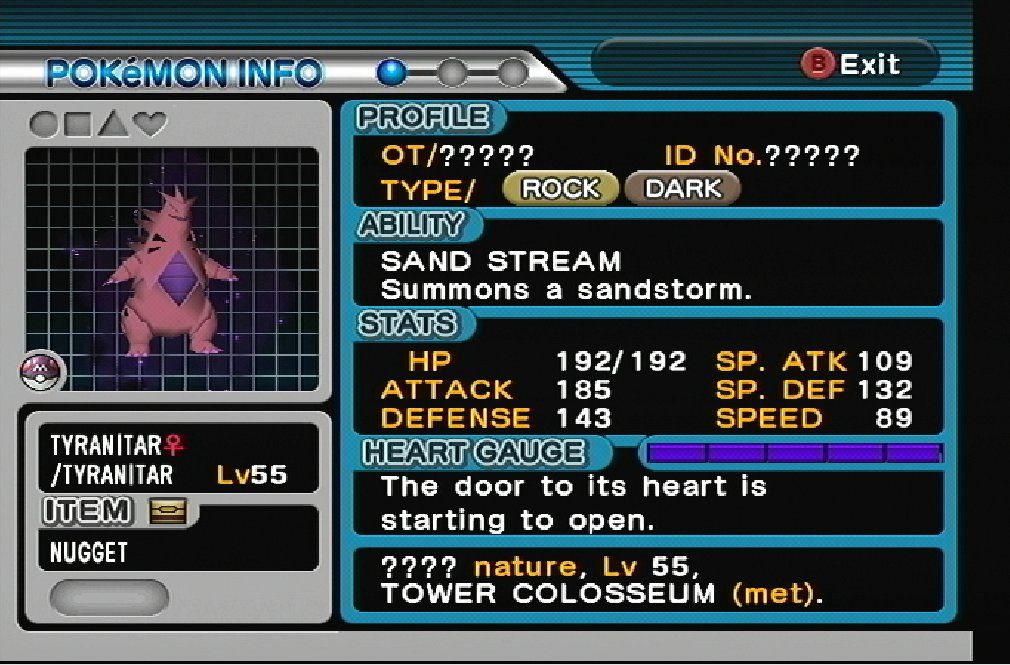 POKéMON INFO
B Exit
PROFILE
OT/?????
ID No.?????
TYPE/ ROCK DARK
ABILITY
SAND STREAM
Summons a sandstorm.
STATS
HP 192/192 SP. ATK 109
ATTACK 185 SP. DEF 132
DEFENSE 143 SPEED 89
TYRANITAR♀
/TYRANITAR Lv55
ITEM
NUGGET
HEART GAUGE
The door to its heart is
starting to open.
???? nature, Lv 55,
TOWER COLOSSEUM (met).